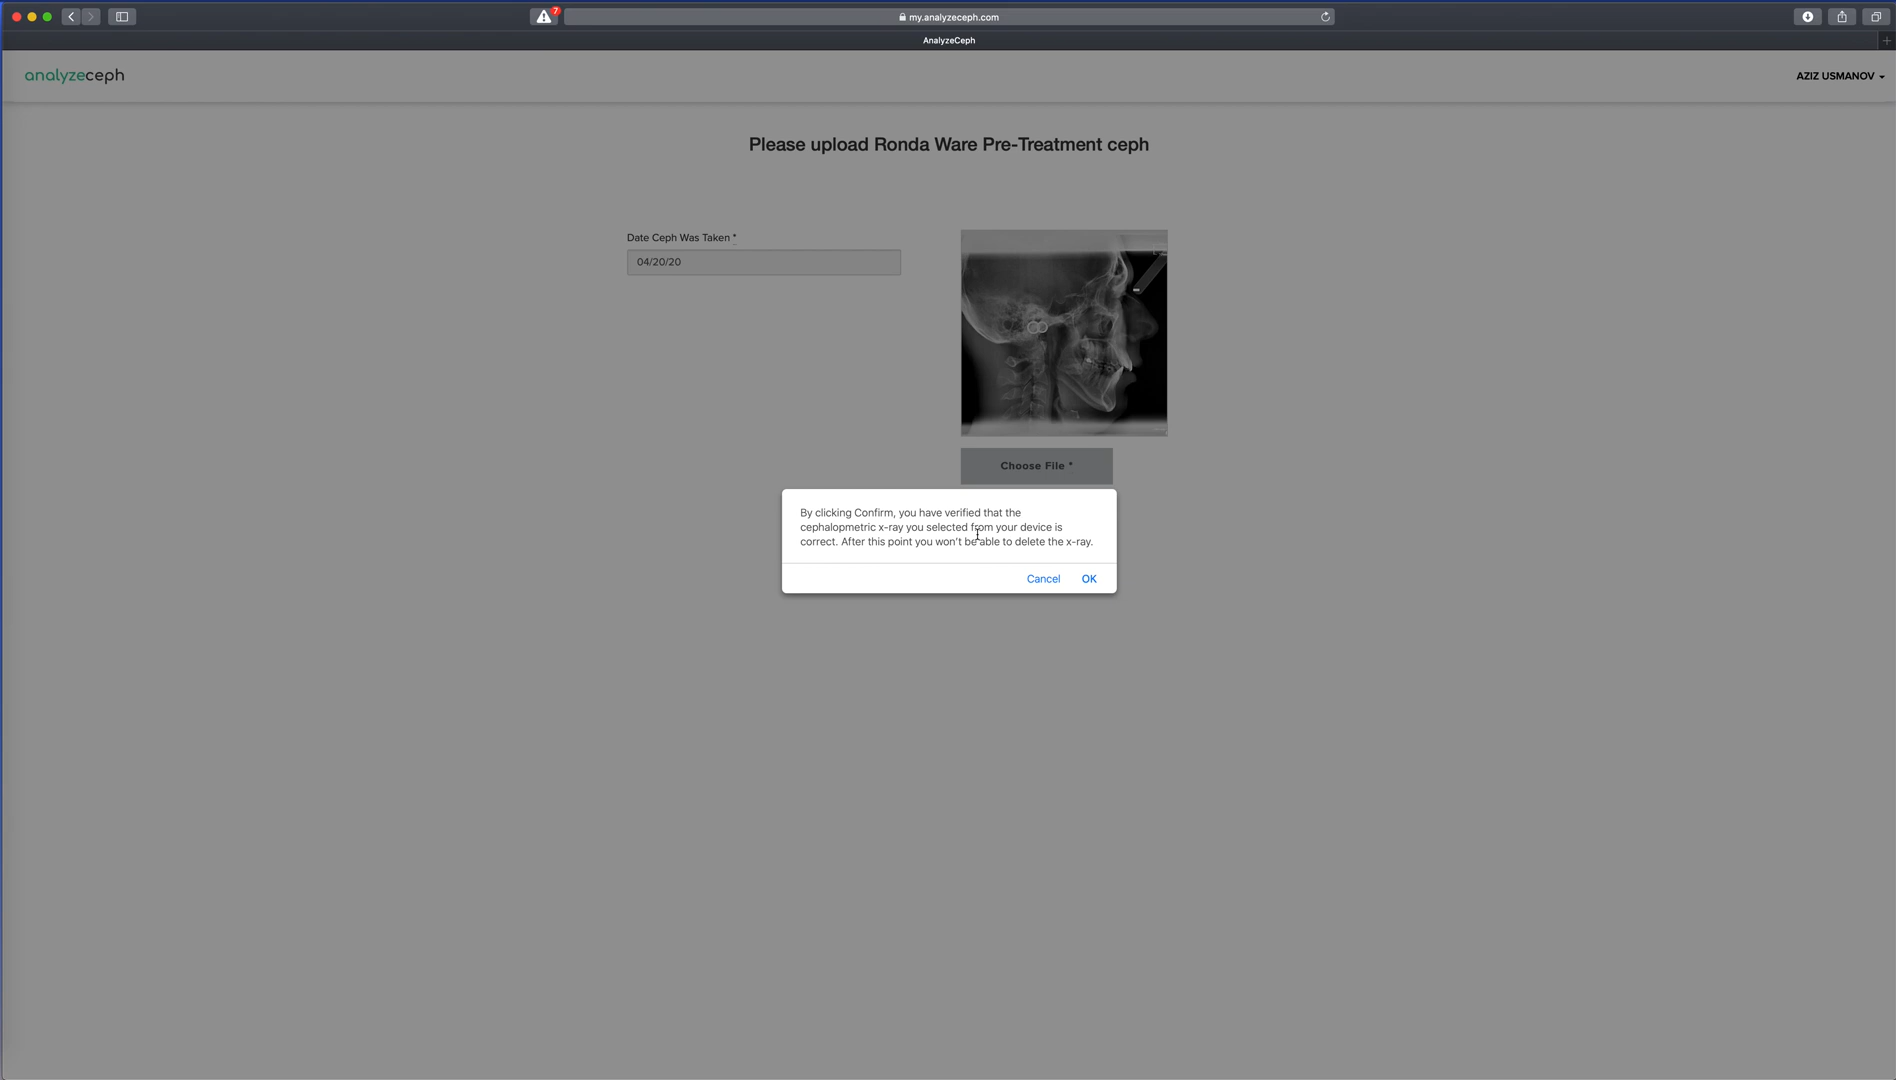 7
my.analyzeceph.com
AnalyzeCeph
analyzeceph
AZIZ USMANOV
Please upload Ronda Ware Pre-Treatment ceph
Date Ceph Was Taken *
04/20/20
Choose File *
By clicking Confirm, you have verified that the
cephalopmetric x-ray you selected from your device is
correct. After this point you won't be able to delete the x-ray.
Cancel OK